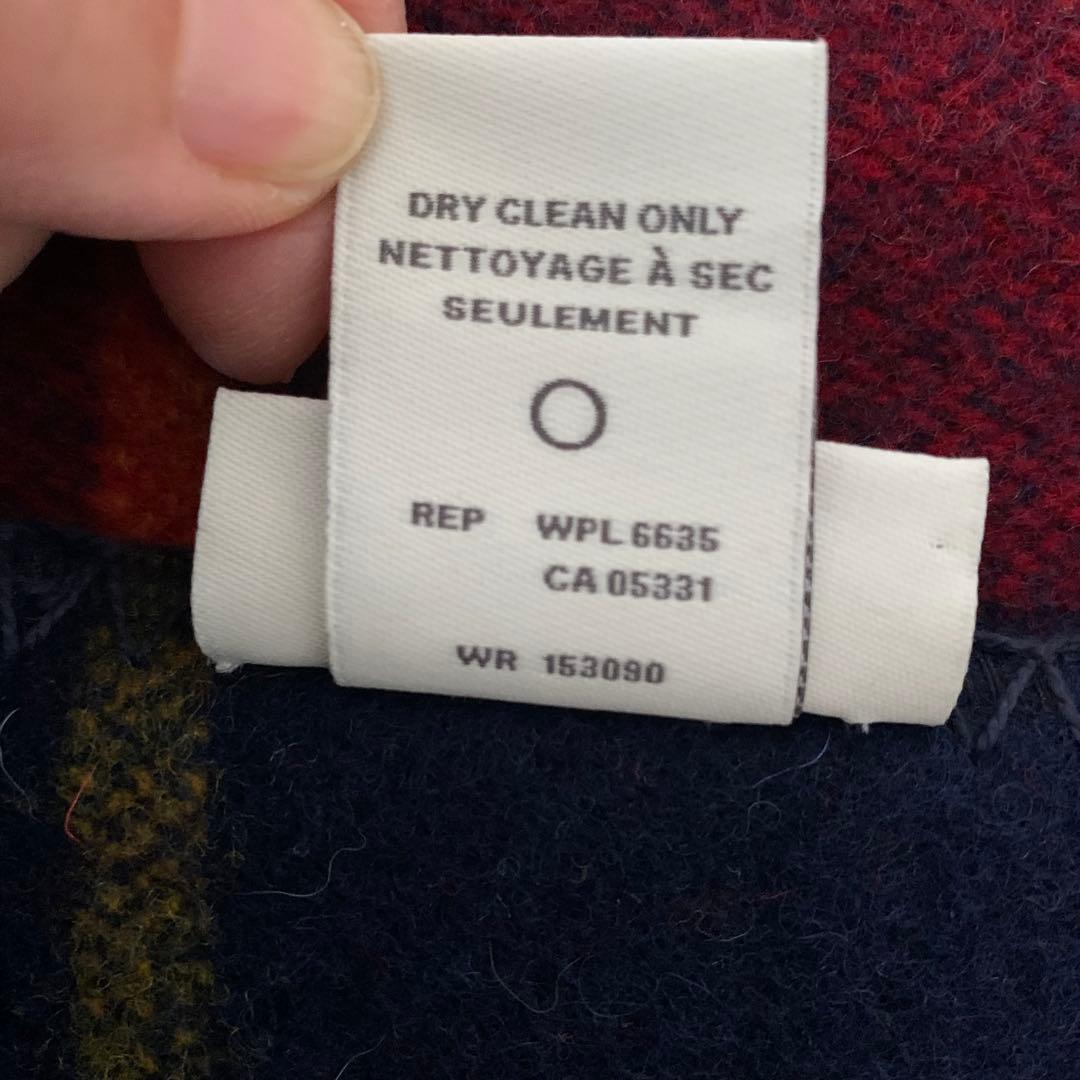 DRY CLEAN ONLY
NETTOYAGE À SEC
SEULEMENT
REP WPL 6635
CA 05331
WR 153090